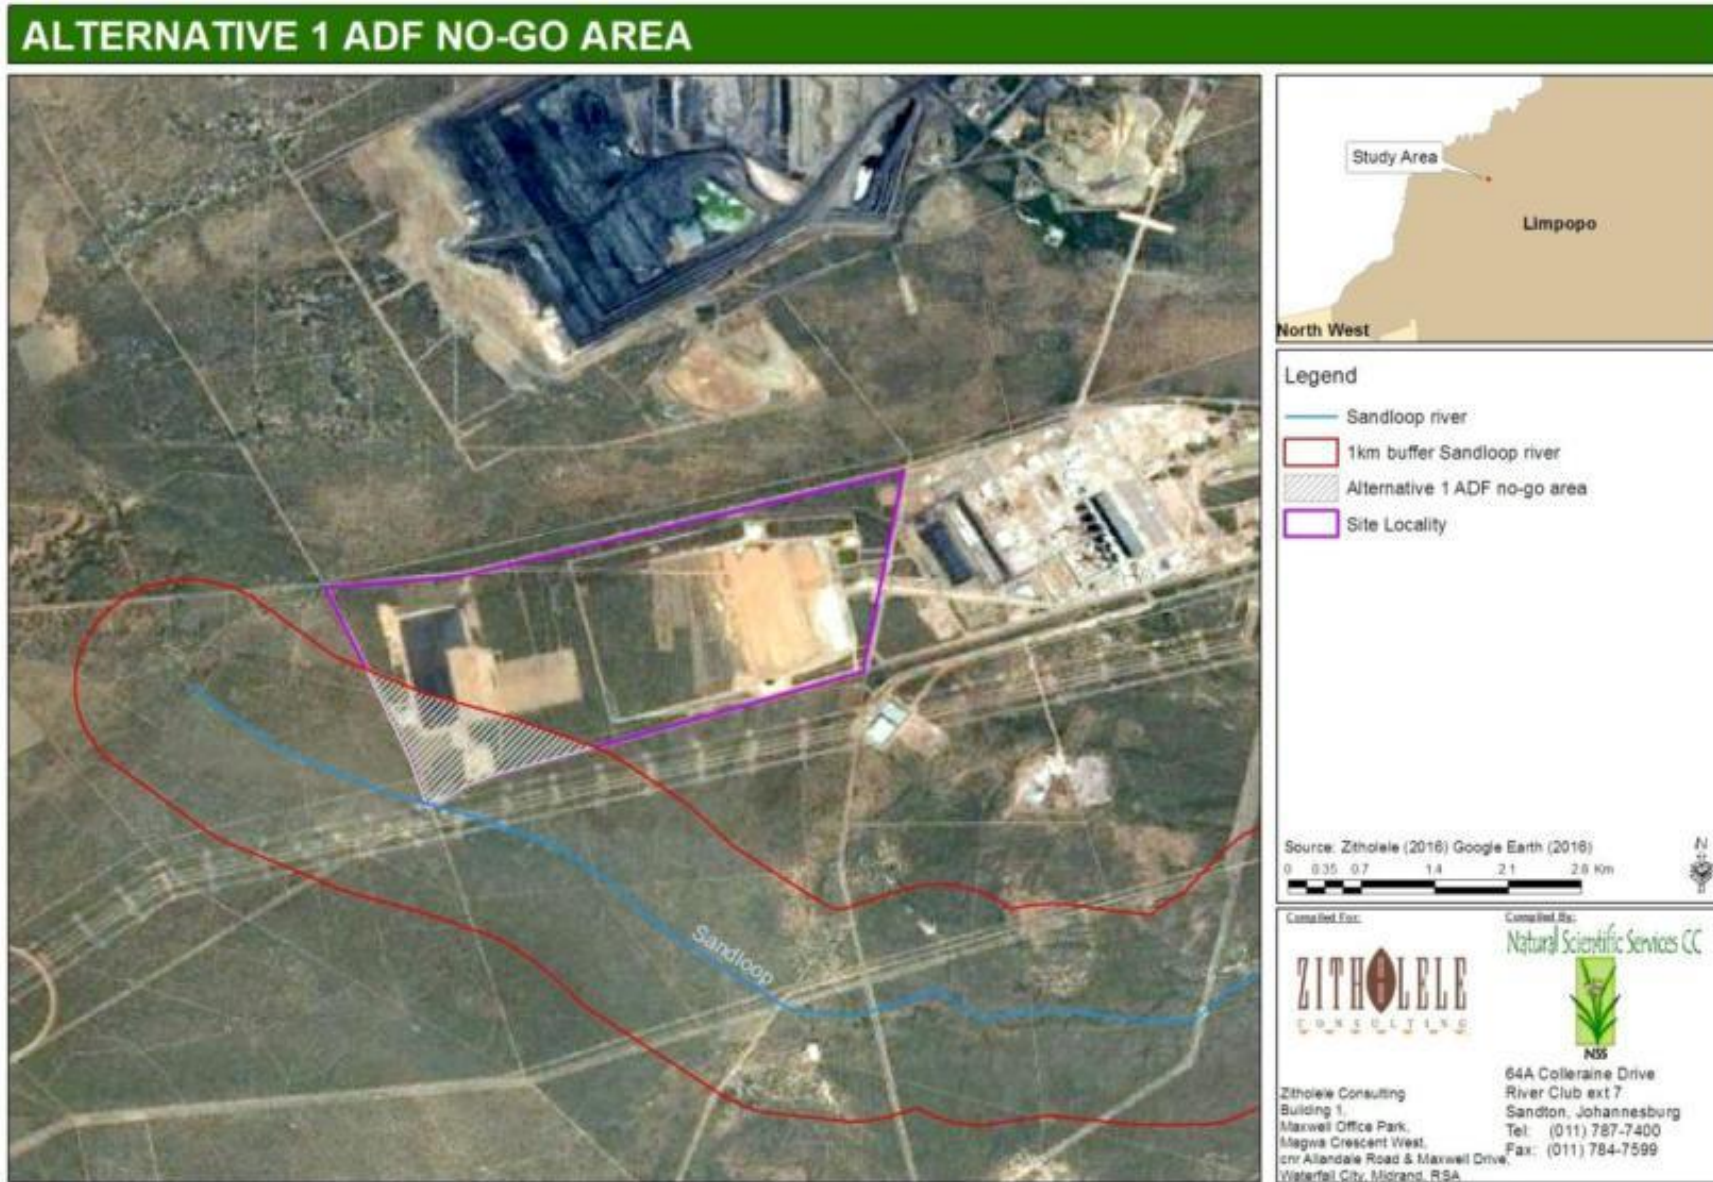 ALTERNATIVE 1 ADF NO-GO AREA
Study Area
Limpopo
North West
Legend
Sandloop river
1km buffer Sandloop river
Alternative 1 ADF no-go area
Site Locality
Sandloop
Source: Zitholele (2016) Google Earth (2016)
N
0 0.35 0.7 1.4 2.1 2.8 Km
Compiled For:
ZITHOLELE
CONSULTING
Zitholele Consulting
Building 1,
Maxwell Office Park,
Magwa Crescent West,
cnr Allandale Road & Maxwell Drive,
Waterfall City, Midrand, RSA
Compiled By:
Natural Scientific Services CC
NSS
64A Colleraine Drive
River Club ext 7
Sandton, Johannesburg
Tel: (011) 787-7400
Fax: (011) 784-7599